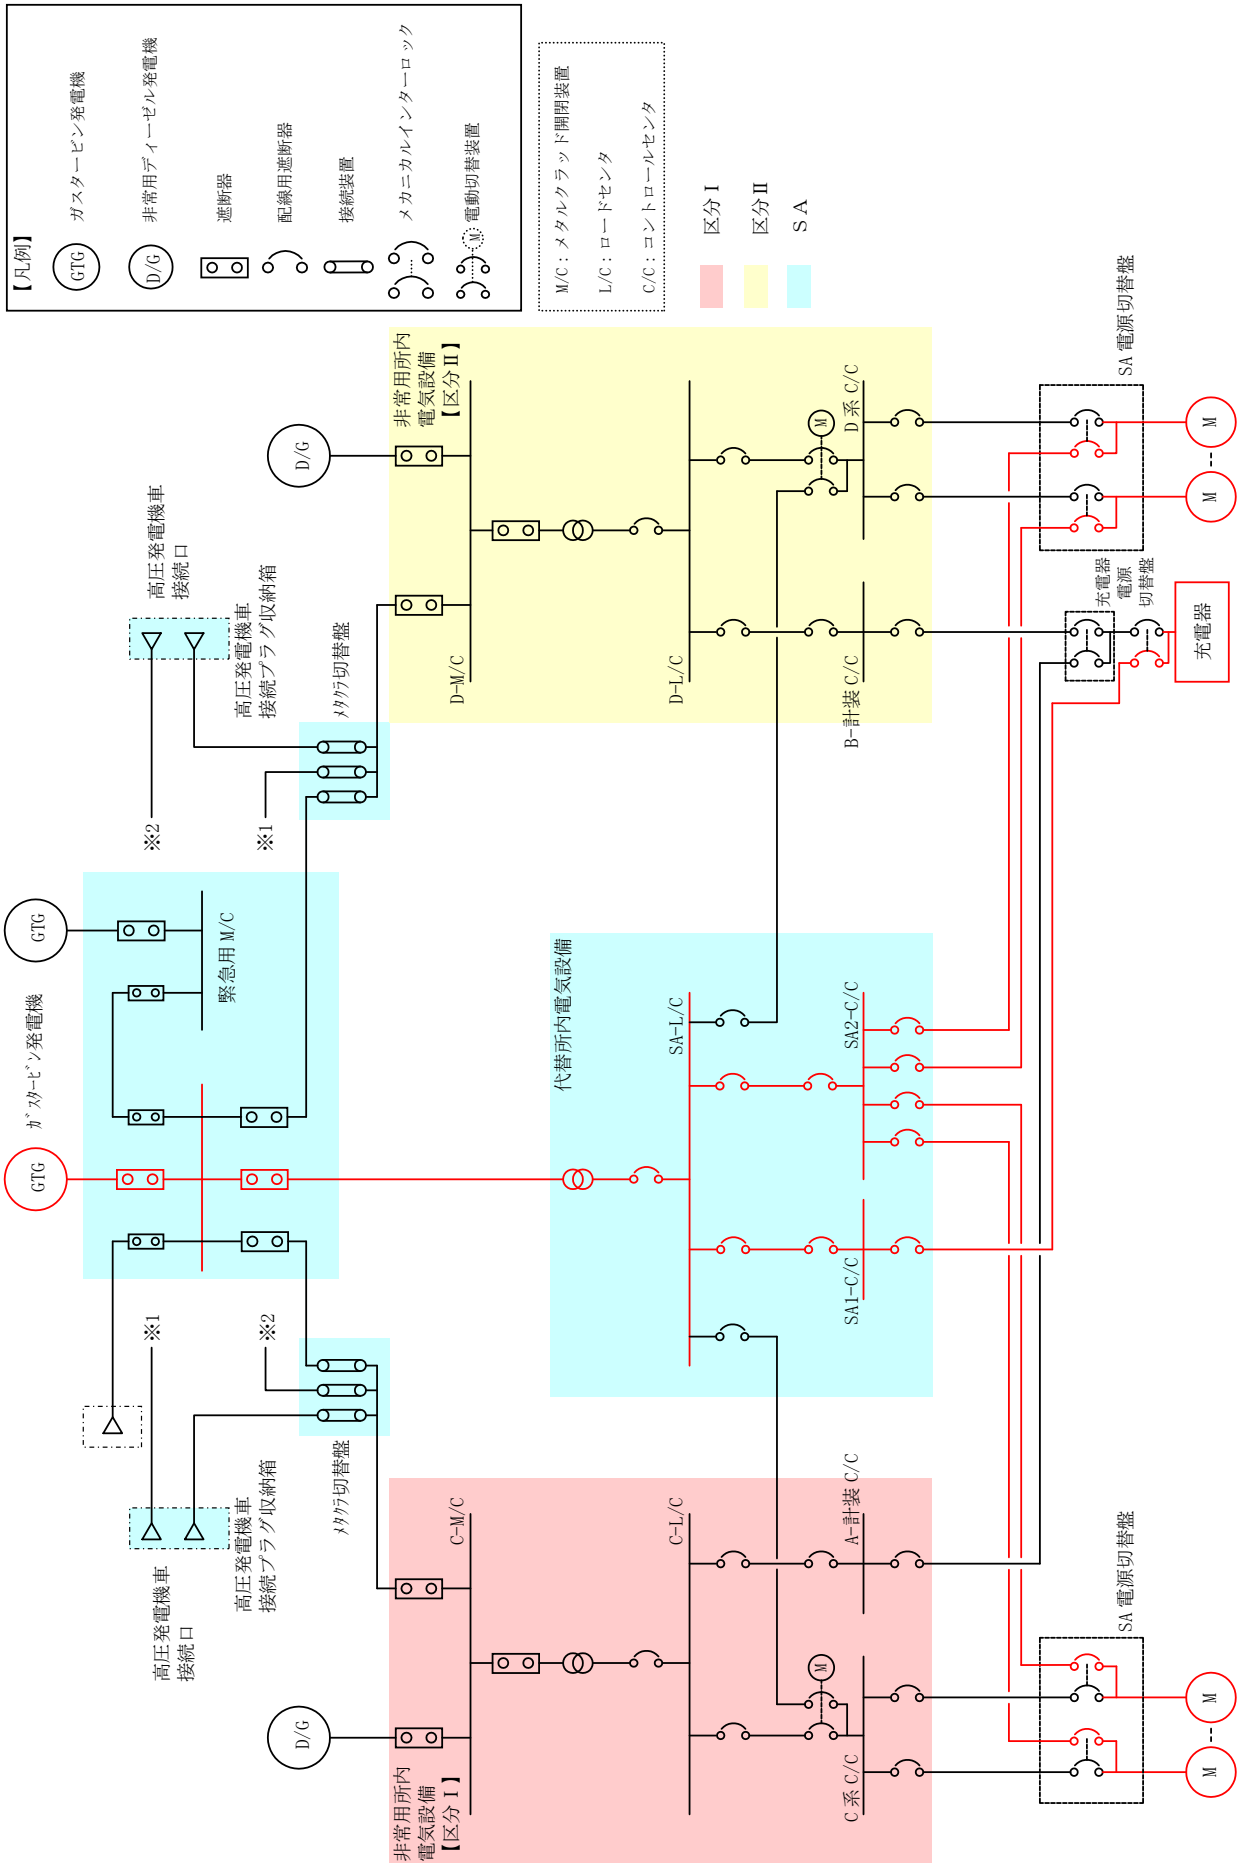 【凡例】
GTG
ガスタービン発電機
D/G
非常用ディーゼル発電機
遮断器
配線用遮断器
接続装置
メカニカルインターロック
M
電動切替装置
M/C：メタルクラッド開閉装置
L/C：ロードセンタ
C/C：コントロールセンタ
区分Ⅰ
区分Ⅱ
ＳＡ
ｶﾞｽﾀｰﾋﾞﾝ発電機
GTG
GTG
緊急用 M/C
高圧発電機車
接続口
高圧発電機車
接続プラグ収納箱
※2
※1
ﾒﾀｸﾗ切替盤
D/G
非常用所内
電気設備
【区分Ⅱ】
D-M/C
D-L/C
M
D 系 C/C
B-計装 C/C
SA 電源切替盤
M
M
充電器
電源
切替盤
充電器
代替所内電気設備
SA-L/C
SA2-C/C
SA1-C/C
※1
※2
高圧発電機車
接続口
高圧発電機車
接続プラグ収納箱
ﾒﾀｸﾗ切替盤
D/G
非常用所内
電気設備
【区分Ⅰ】
C-M/C
C-L/C
A-計装 C/C
M
C 系 C/C
SA 電源切替盤
M
M